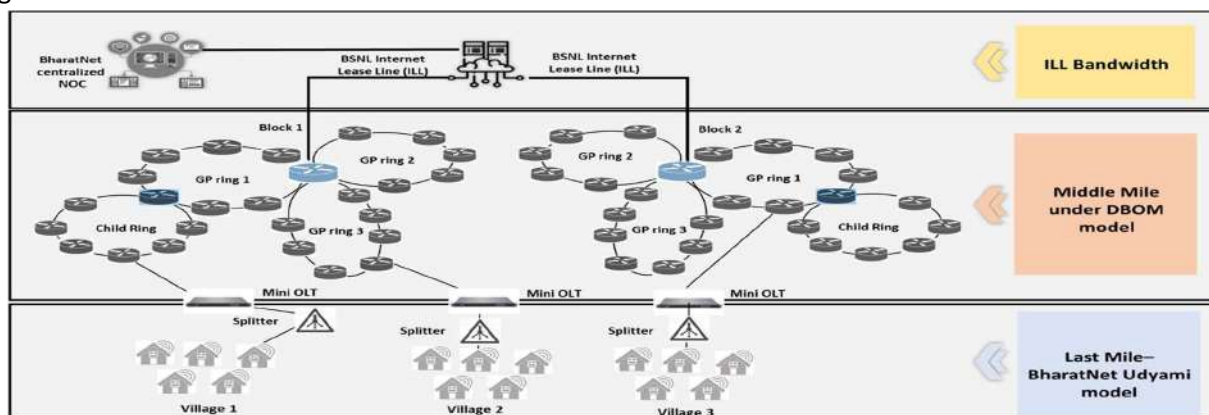 g
BharatNet
centralized
NOC
BSNL Internet
Lease Line (ILL)
BSNL Internet
Lease Line (ILL)
ILL Bandwidth
Block 1
GP ring 2
GP ring 1
Child Ring
GP ring 3
Block 2
GP ring 2
GP ring 1
GP ring 3
Child Ring
Middle Mile
under DBOM
model
Mini OLT
Mini OLT
Mini OLT
Splitter
Splitter
Splitter
Village 1
Village 2
Village 3
Last Mile–
BharatNet Udyami
model